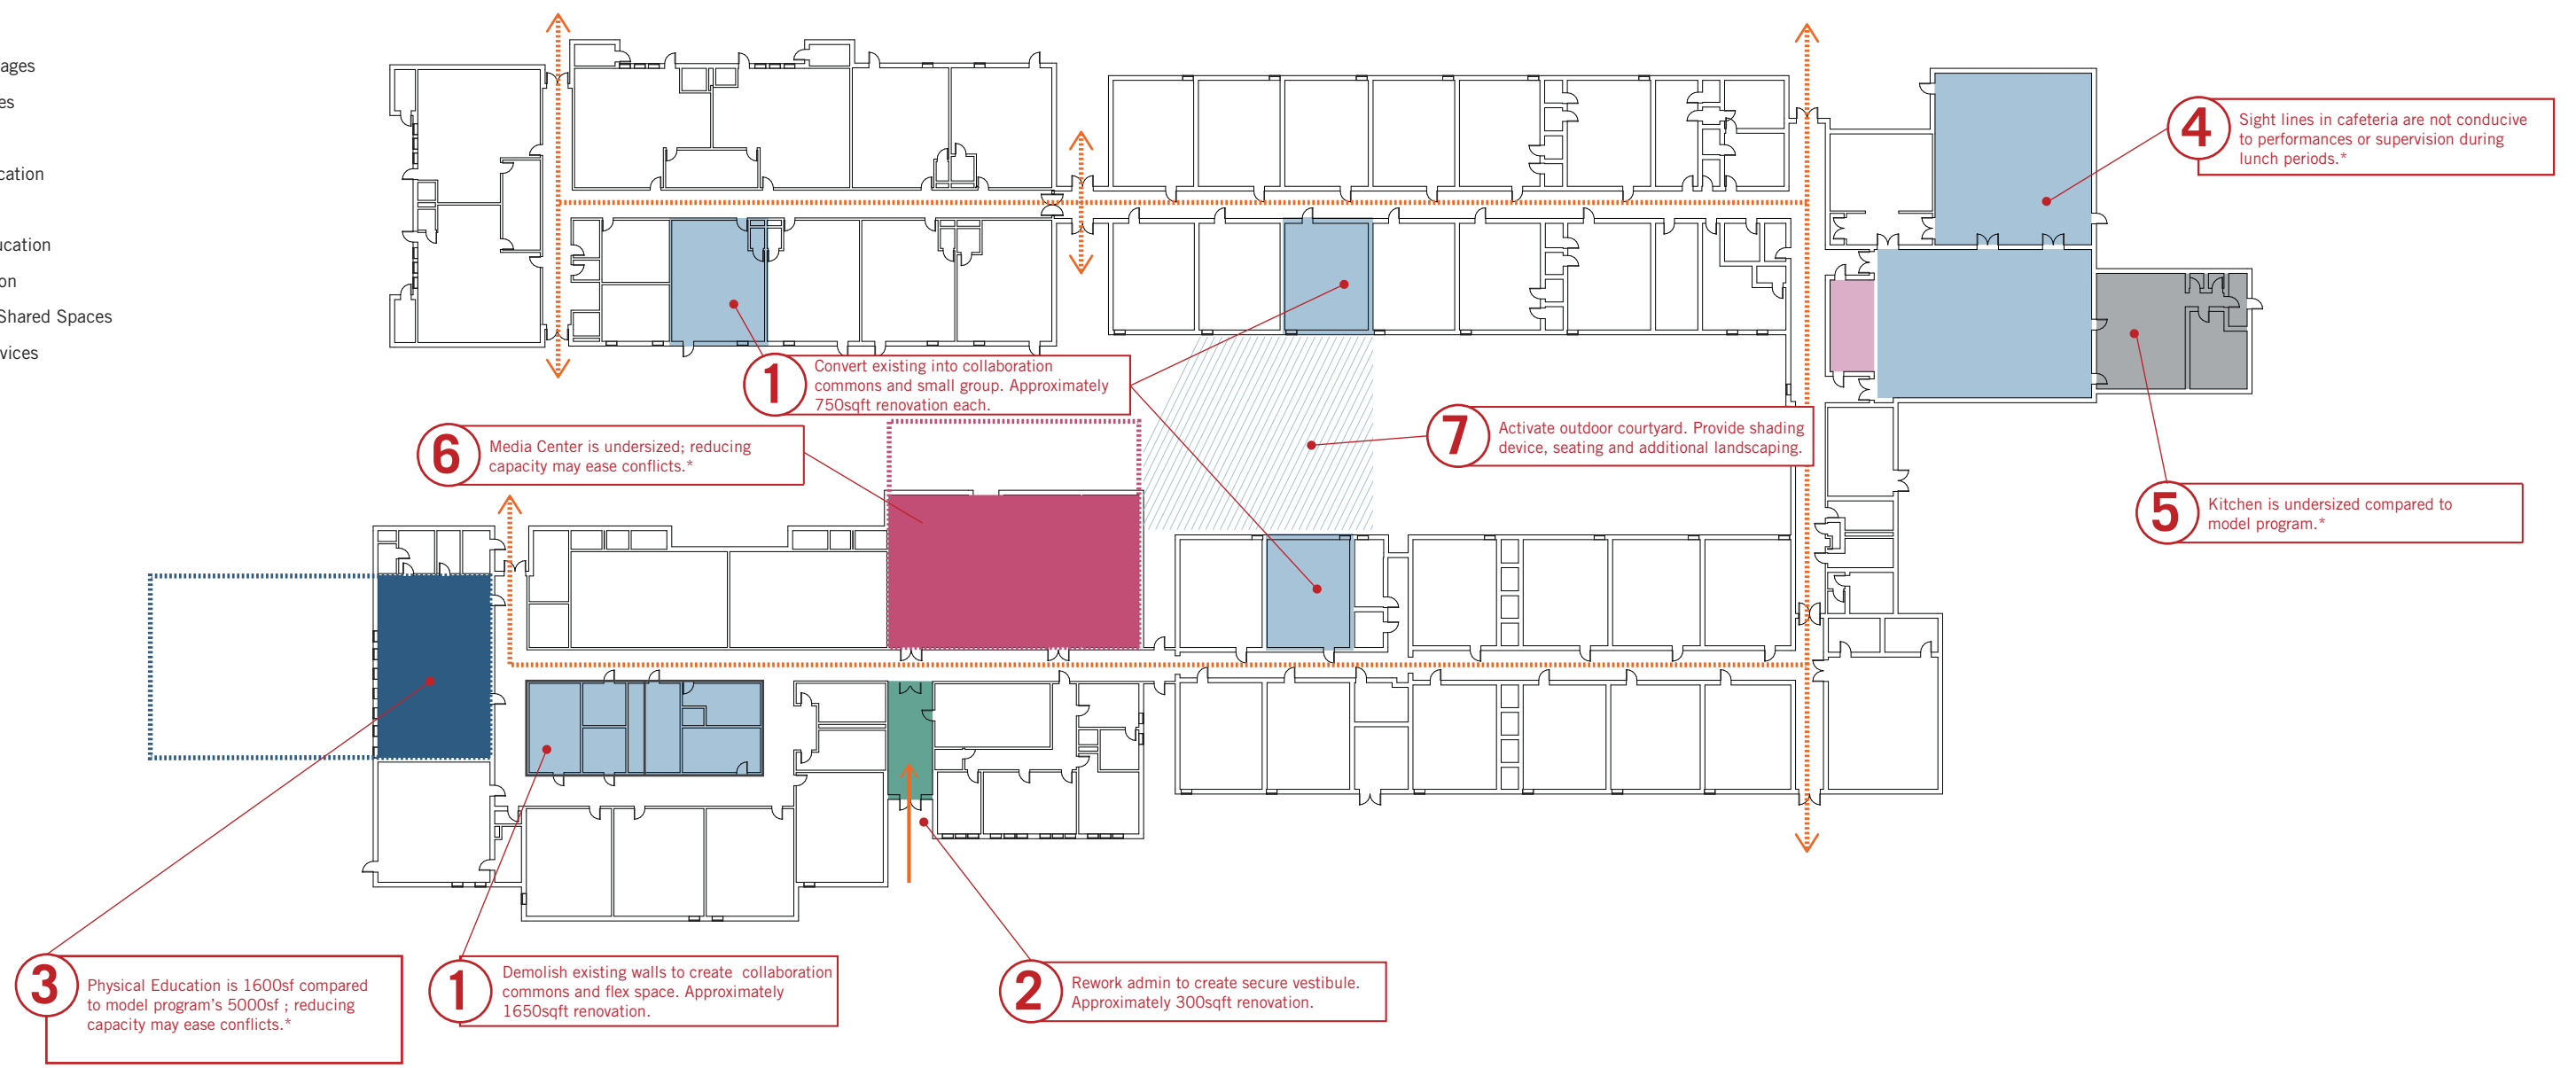 ages
es
cation
ucation
on
Shared Spaces
vices
4
Sight lines in cafeteria are not conducive
to performances or supervision during
lunch periods.*
1
Convert existing into collaboration
commons and small group. Approximately
750sqft renovation each.
7
Activate outdoor courtyard. Provide shading
device, seating and additional landscaping.
6
Media Center is undersized; reducing
capacity may ease conflicts.*
5
Kitchen is undersized compared to
model program.*
3
Physical Education is 1600sf compared
to model program's 5000sf ; reducing
capacity may ease conflicts.*
1
Demolish existing walls to create  collaboration
commons and flex space. Approximately
1650sqft renovation.
2
Rework admin to create secure vestibule.
Approximately 300sqft renovation.